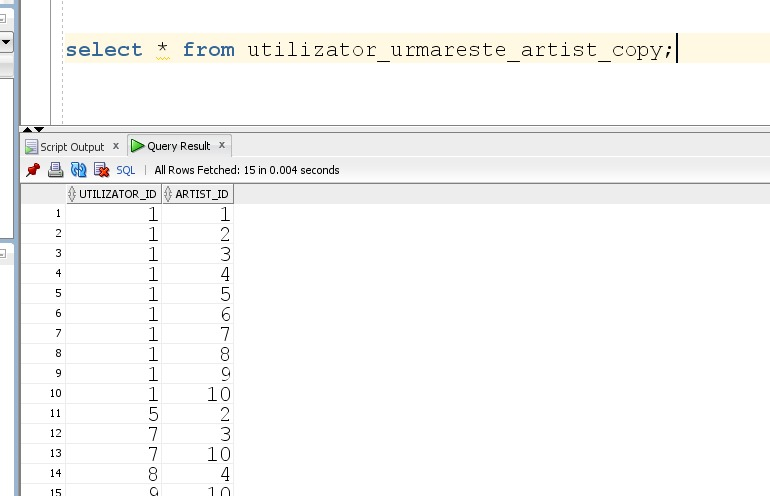 select * from utilizator_urmareste_artist_copy;
Script Output x Query Result x
SQL | All Rows Fetched: 15 in 0.004 seconds
UTILIZATOR_ID ARTIST_ID
1 1 1
2 1 2
3 1 3
4 1 4
5 1 5
6 1 6
7 1 7
8 1 8
9 1 9
10 1 10
11 5 2
12 7 3
13 7 10
14 8 4
15 9 10